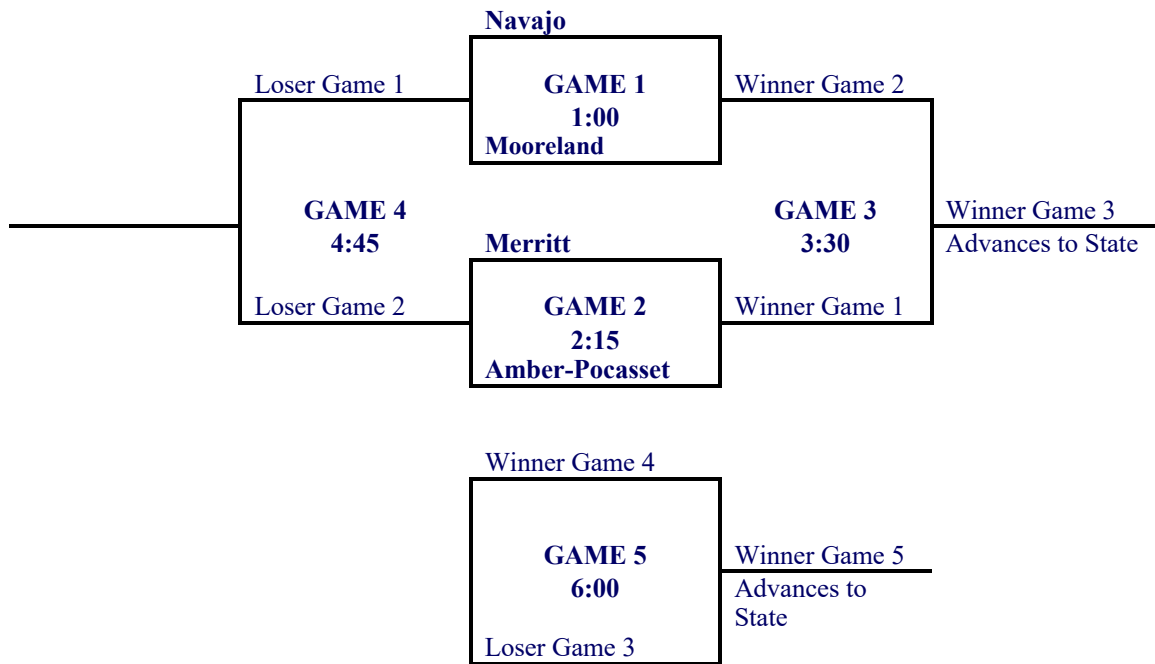 Navajo
Loser Game 1
GAME 1
Winner Game 2
1:00
Mooreland
GAME 4
GAME 3
Winner Game 3
4:45
Merritt
3:30
Advances to State
Loser Game 2
GAME 2
Winner Game 1
2:15
Amber-Pocasset
Winner Game 4
GAME 5
Winner Game 5
6:00
Advances to
State
Loser Game 3